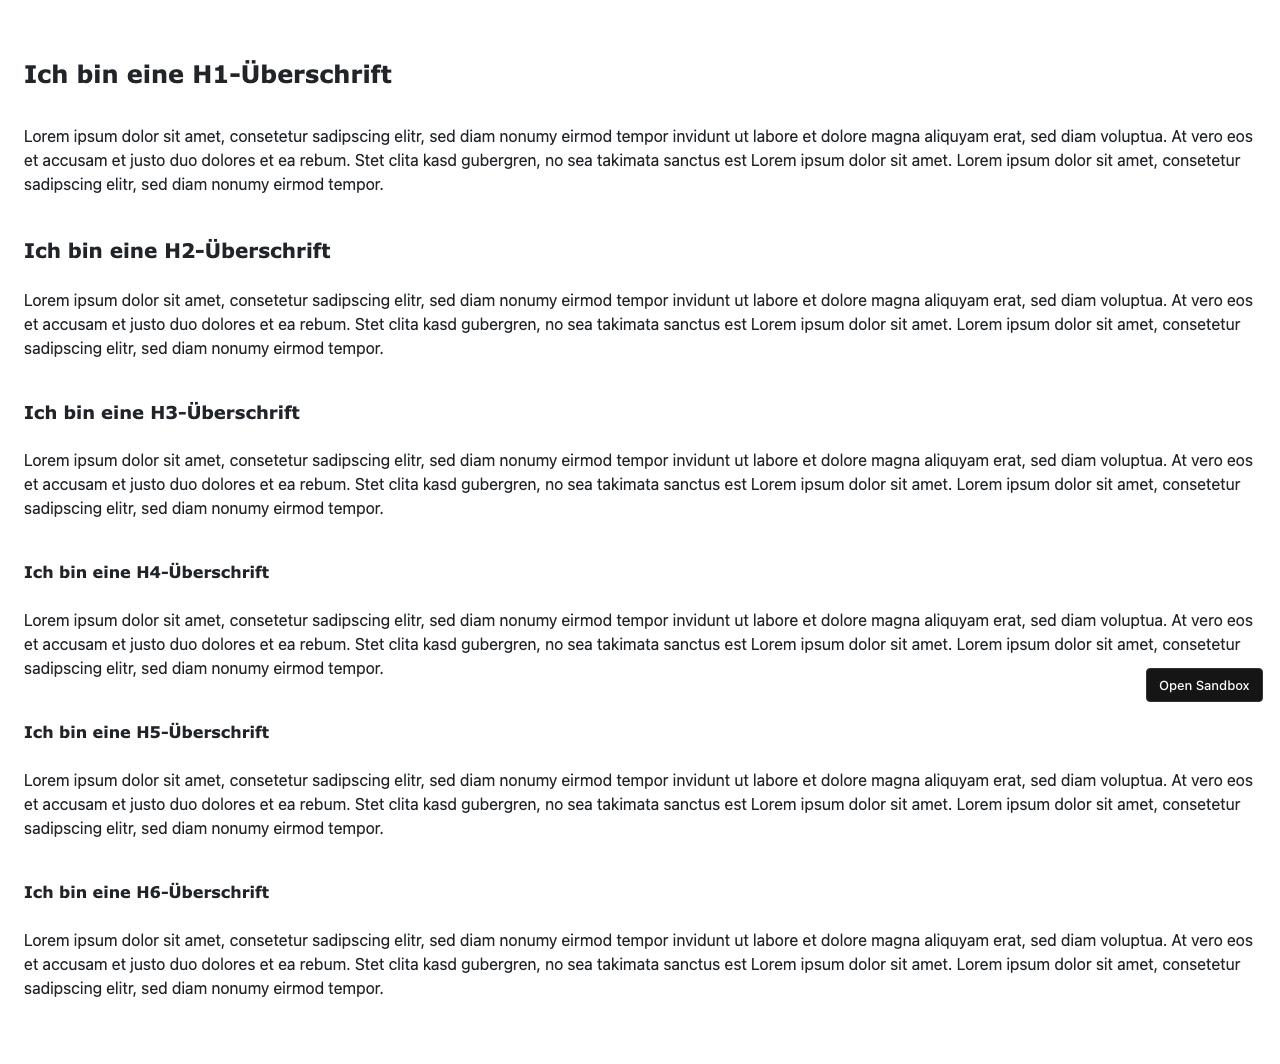 Ich bin eine H1-Überschrift
Lorem ipsum dolor sit amet, consetetur sadipscing elitr, sed diam nonumy eirmod tempor invidunt ut labore et dolore magna aliquyam erat, sed diam voluptua. At vero eos
et accusam et justo duo dolores et ea rebum. Stet clita kasd gubergren, no sea takimata sanctus est Lorem ipsum dolor sit amet. Lorem ipsum dolor sit amet, consetetur
sadipscing elitr, sed diam nonumy eirmod tempor.
Ich bin eine H2-Überschrift
Lorem ipsum dolor sit amet, consetetur sadipscing elitr, sed diam nonumy eirmod tempor invidunt ut labore et dolore magna aliquyam erat, sed diam voluptua. At vero eos
et accusam et justo duo dolores et ea rebum. Stet clita kasd gubergren, no sea takimata sanctus est Lorem ipsum dolor sit amet. Lorem ipsum dolor sit amet, consetetur
sadipscing elitr, sed diam nonumy eirmod tempor.
Ich bin eine H3-Überschrift
Lorem ipsum dolor sit amet, consetetur sadipscing elitr, sed diam nonumy eirmod tempor invidunt ut labore et dolore magna aliquyam erat, sed diam voluptua. At vero eos
et accusam et justo duo dolores et ea rebum. Stet clita kasd gubergren, no sea takimata sanctus est Lorem ipsum dolor sit amet. Lorem ipsum dolor sit amet, consetetur
sadipscing elitr, sed diam nonumy eirmod tempor.
Ich bin eine H4-Überschrift
Lorem ipsum dolor sit amet, consetetur sadipscing elitr, sed diam nonumy eirmod tempor invidunt ut labore et dolore magna aliquyam erat, sed diam voluptua. At vero eos
et accusam et justo duo dolores et ea rebum. Stet clita kasd gubergren, no sea takimata sanctus est Lorem ipsum dolor sit amet. Lorem ipsum dolor sit amet, consetetur
sadipscing elitr, sed diam nonumy eirmod tempor.
Open Sandbox
Ich bin eine H5-Überschrift
Lorem ipsum dolor sit amet, consetetur sadipscing elitr, sed diam nonumy eirmod tempor invidunt ut labore et dolore magna aliquyam erat, sed diam voluptua. At vero eos
et accusam et justo duo dolores et ea rebum. Stet clita kasd gubergren, no sea takimata sanctus est Lorem ipsum dolor sit amet. Lorem ipsum dolor sit amet, consetetur
sadipscing elitr, sed diam nonumy eirmod tempor.
Ich bin eine H6-Überschrift
Lorem ipsum dolor sit amet, consetetur sadipscing elitr, sed diam nonumy eirmod tempor invidunt ut labore et dolore magna aliquyam erat, sed diam voluptua. At vero eos
et accusam et justo duo dolores et ea rebum. Stet clita kasd gubergren, no sea takimata sanctus est Lorem ipsum dolor sit amet. Lorem ipsum dolor sit amet, consetetur
sadipscing elitr, sed diam nonumy eirmod tempor.